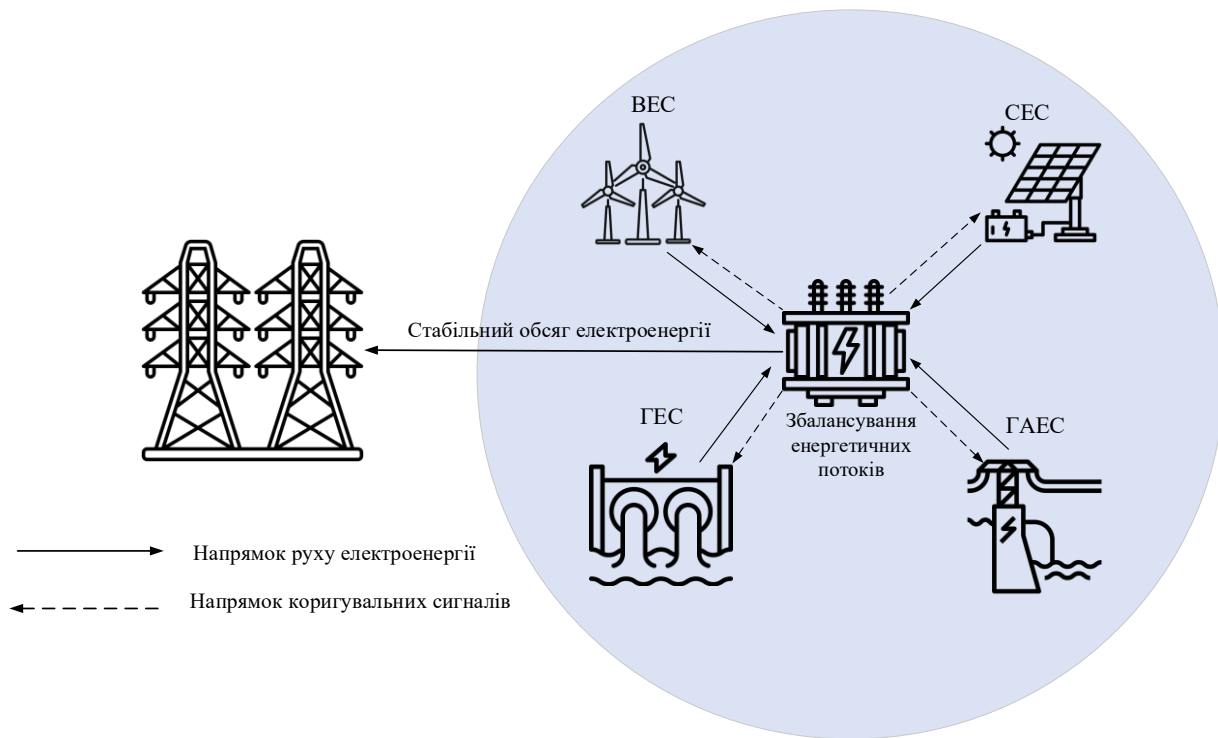 ВЕС
СЕС
Стабільний обсяг електроенергії
ГЕС
Збалансування
енергетичних
потоків
ГАЕС
Напрямок руху електроенергії
Напрямок коригувальних сигналів